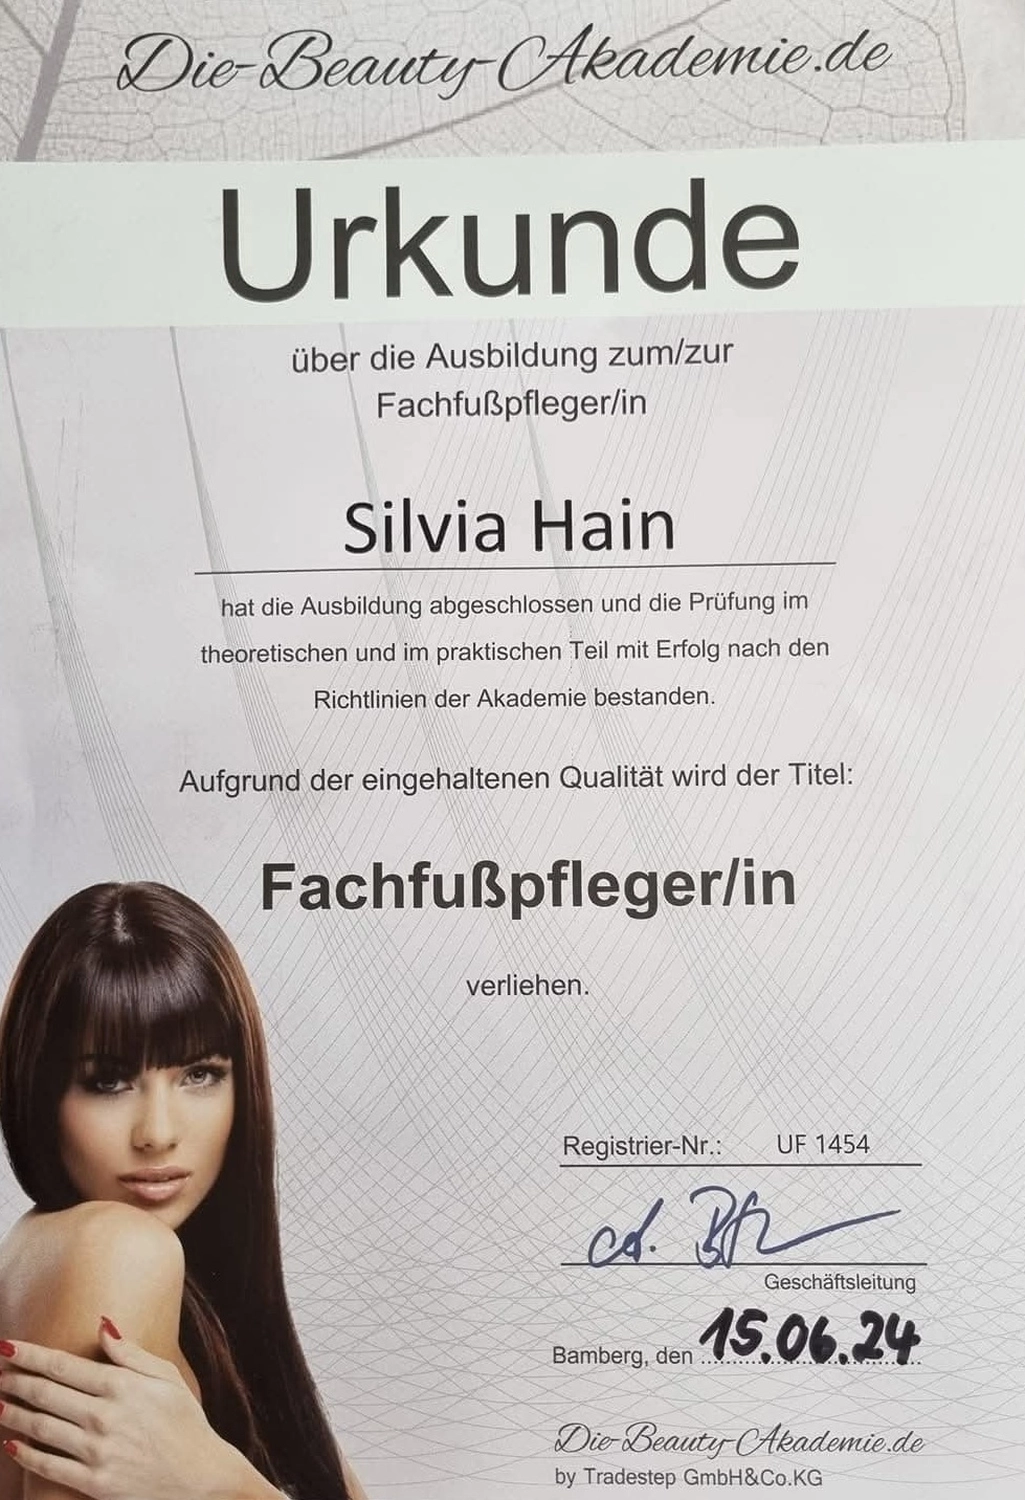 Die-Beauty-Akademie.de
Urkunde
über die Ausbildung zum/zur
Fachfußpfleger/in
Silvia Hain
hat die Ausbildung abgeschlossen und die Prüfung im
theoretischen und im praktischen Teil mit Erfolg nach den
Richtlinien der Akademie bestanden.
Aufgrund der eingehaltenen Qualität wird der Titel:
Fachfußpfleger/in
verliehen.
Registrier-Nr.: UF 1454
Geschäftsleitung
Bamberg, den 15.06.24
Die-Beauty-Akademie.de
by Tradestep GmbH&Co.KG